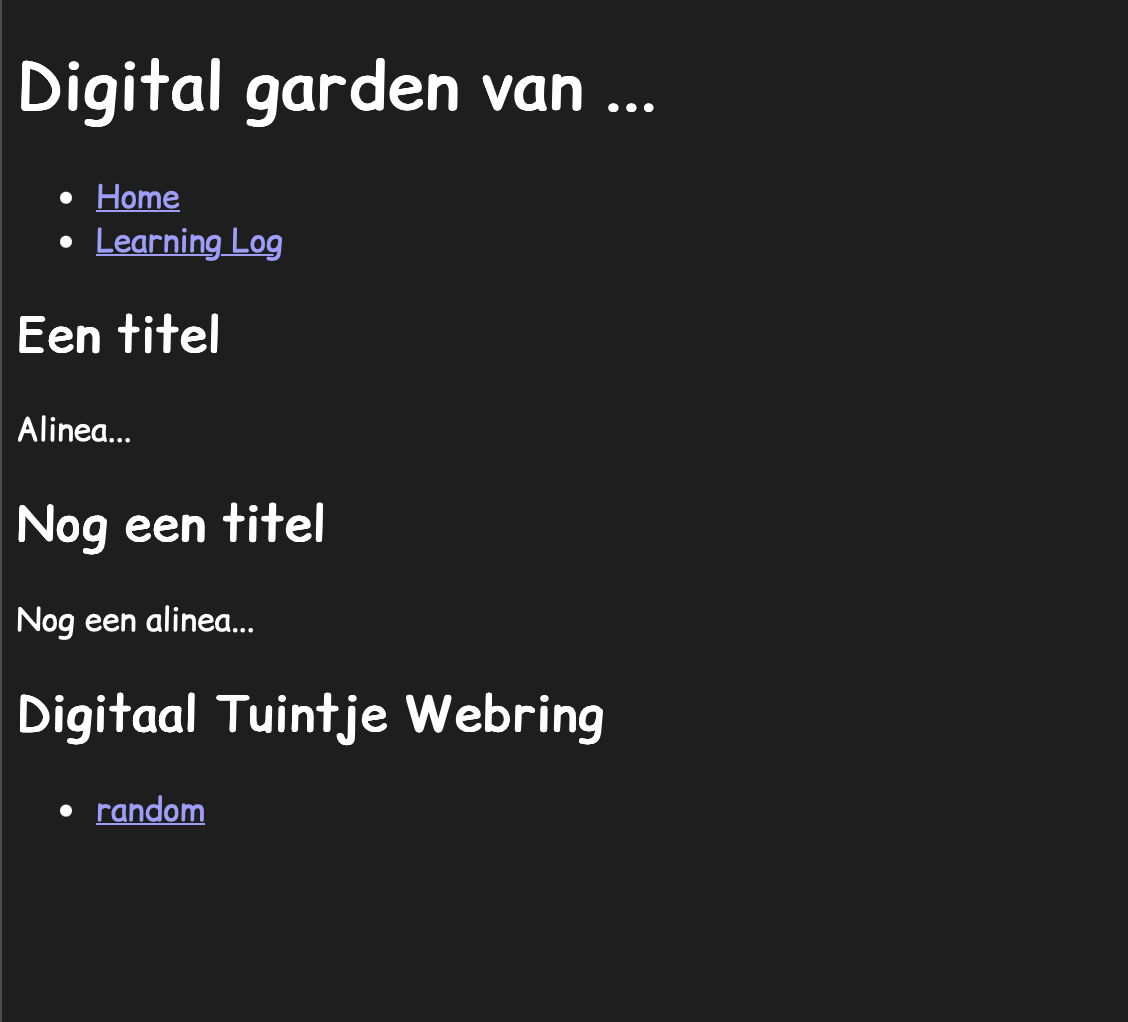 Digital garden van ...
Home
Learning Log
Een titel
Alinea...
Nog een titel
Nog een alinea...
Digitaal Tuintje Webring
random